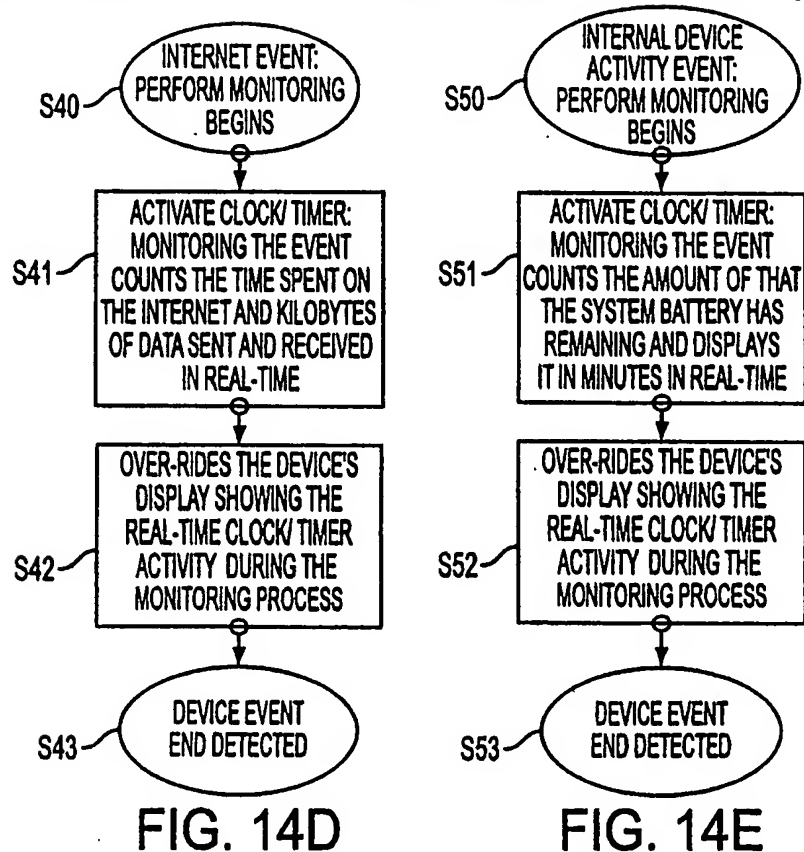 INTERNET EVENT:
PERFORM MONITORING
BEGINS
S40
ACTIVATE CLOCK/TIMER:
MONITORING THE EVENT
COUNTS THE TIME SPENT ON
THE INTERNET AND KILOBYTES
OF DATA SENT AND RECEIVED
IN REAL-TIME
S41
OVER-RIDES THE DEVICE'S
DISPLAY SHOWING THE
REAL-TIME CLOCK/TIMER
ACTIVITY DURING THE
MONITORING PROCESS
S42
DEVICE EVENT
END DETECTED
S43
FIG. 14D
INTERNAL DEVICE
ACTIVITY EVENT:
PERFORM MONITORING
BEGINS
S50
ACTIVATE CLOCK/TIMER:
MONITORING THE EVENT
COUNTS THE AMOUNT OF THAT
THE SYSTEM BATTERY HAS
REMAINING AND DISPLAYS
IT IN MINUTES IN REAL-TIME
S51
OVER-RIDES THE DEVICE'S
DISPLAY SHOWING THE
REAL-TIME CLOCK/TIMER
ACTIVITY DURING THE
MONITORING PROCESS
S52
DEVICE EVENT
END DETECTED
S53
FIG. 14E